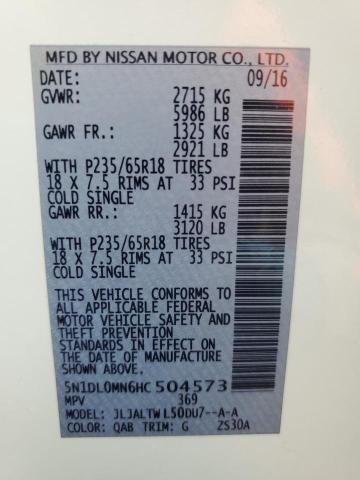 MFD BY NISSAN MOTOR CO., LTD.
DATE: 09/16
GVWR: 2715 KG
5986 LB
GAWR FR.: 1325 KG
2921 LB
WITH P235/65R18 TIRES
18 X 7.5 RIMS AT 33 PSI
COLD SINGLE
GAWR RR.: 1415 KG
3120 LB
WITH P235/65R18 TIRES
18 X 7.5 RIMS AT 33 PSI
COLD SINGLE
THIS VEHICLE CONFORMS TO
ALL APPLICABLE FEDERAL
MOTOR VEHICLE SAFETY AND
THEFT PREVENTION
STANDARDS IN EFFECT ON
THE DATE OF MANUFACTURE
SHOWN ABOVE.
5N1DL0MN6HC 504573
MPV 369
MODEL: JLJALTW L50DU7--A-A
COLOR: QAB TRIM: G ZS30A